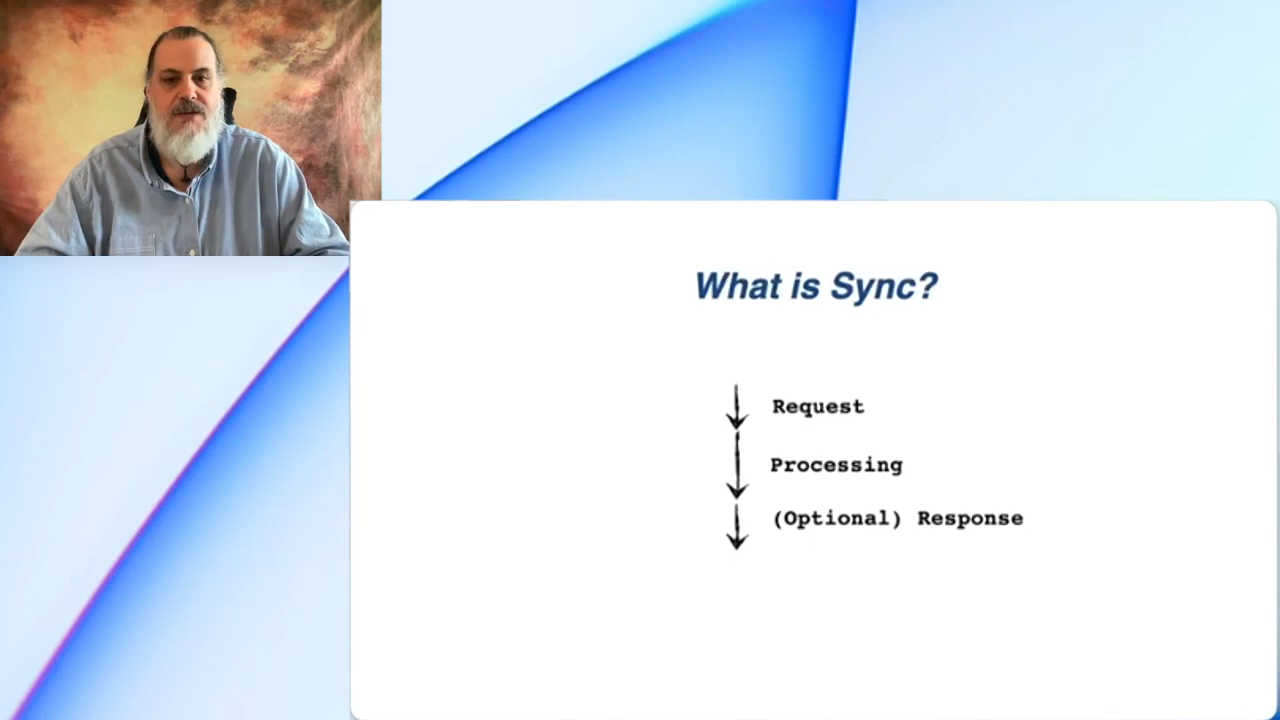 What is Sync?
Request
Processing
(Optional) Response